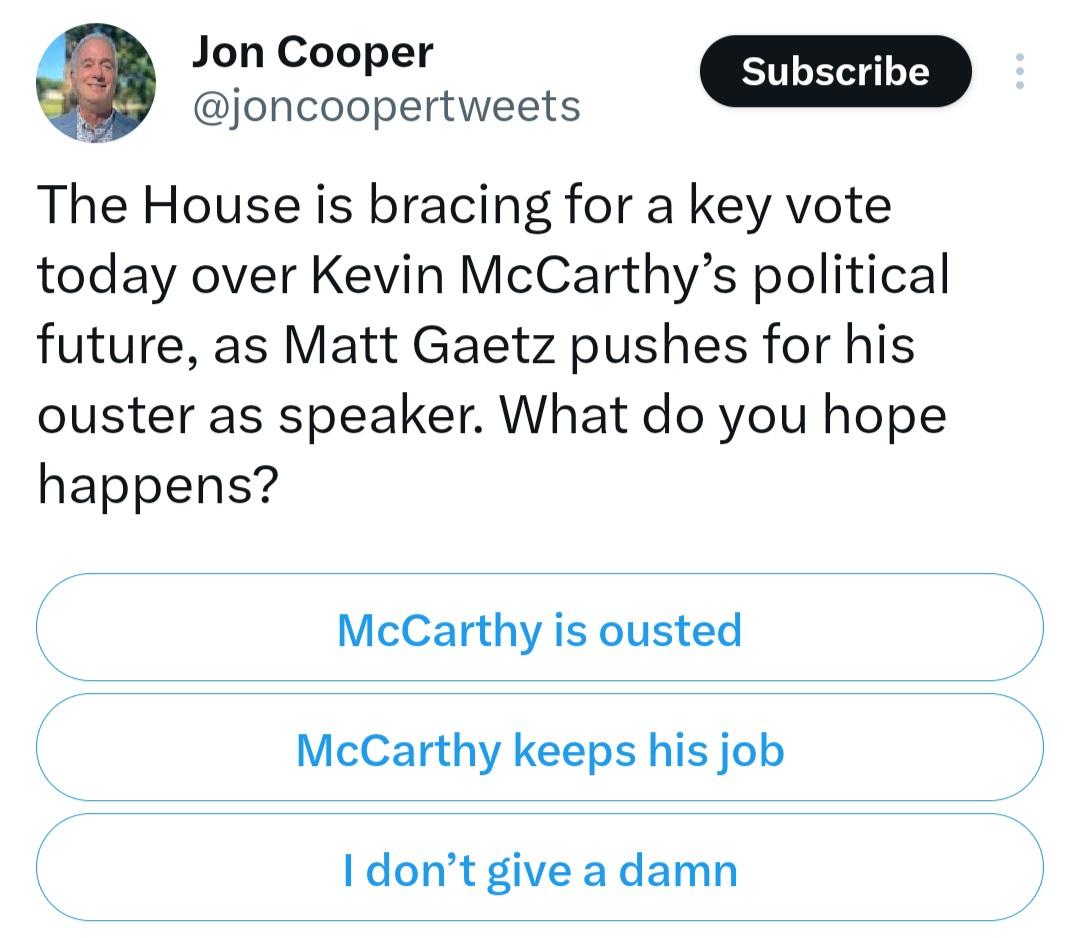 Jon Cooper
@joncoopertweets
Subscribe
The House is bracing for a key vote
today over Kevin McCarthy’s political
future, as Matt Gaetz pushes for his
ouster as speaker. What do you hope
happens?
McCarthy is ousted
McCarthy keeps his job
I don’t give a damn